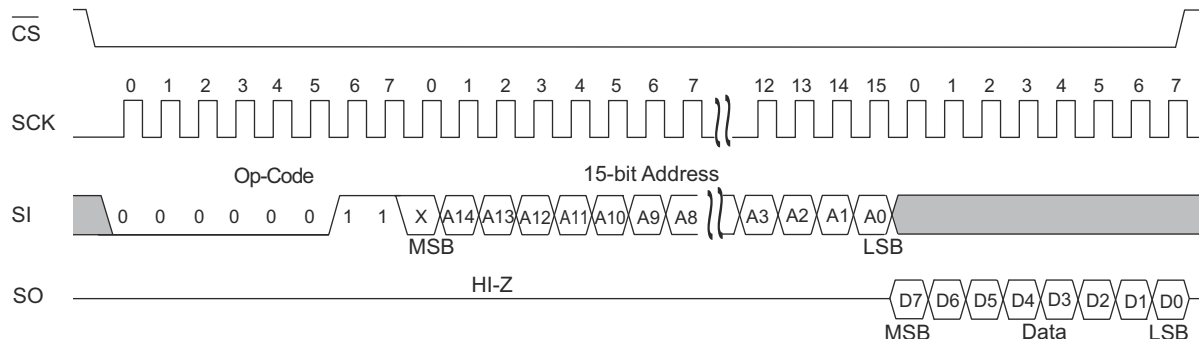 CS
0 1 2 3 4 5 6 7 0 1 2 3 4 5 6 7 12 13 14 15 0 1 2 3 4 5 6 7
SCK
Op-Code 15-bit Address
SI 0 0 0 0 0 0 1 1 X A14 A13 A12 A11 A10 A9 A8 A3 A2 A1 A0
MSB LSB
HI-Z
SO D7 D6 D5 D4 D3 D2 D1 D0
MSB Data LSB